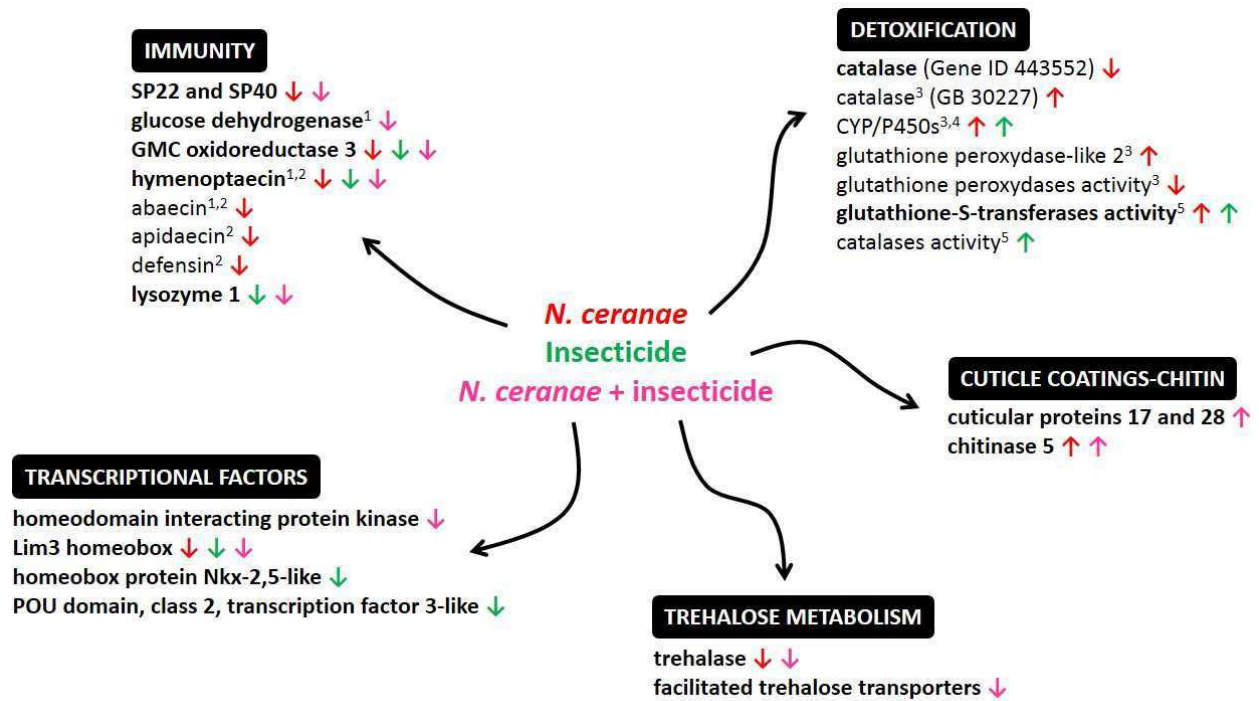 IMMUNITY
SP22 and SP40 ↓ ↓
glucose dehydrogenase¹ ↓
GMC oxidoreductase 3 ↓ ↓ ↓
hymenoptaecin¹,² ↓ ↓ ↓
abaecin¹,² ↓
apidaecin² ↓
defensin² ↓
lysozyme 1 ↓ ↓
DETOXIFICATION
catalase (Gene ID 443552) ↓
catalase³ (GB 30227) ↑
CYP/P450s³,⁴ ↑ ↑
glutathione peroxydase-like 2³ ↑
glutathione peroxydases activity³ ↓
glutathione-S-transferases activity⁵ ↑ ↑
catalases activity⁵ ↑
N. ceranae
Insecticide
N. ceranae + insecticide
CUTICLE COATINGS-CHITIN
cuticular proteins 17 and 28 ↑
chitinase 5 ↑ ↑
TRANSCRIPTIONAL FACTORS
homeodomain interacting protein kinase ↓
Lim3 homeobox ↓ ↓ ↓
homeobox protein Nkx-2,5-like ↓
POU domain, class 2, transcription factor 3-like ↓
TREHALOSE METABOLISM
trehalase ↓ ↓
facilitated trehalose transporters ↓